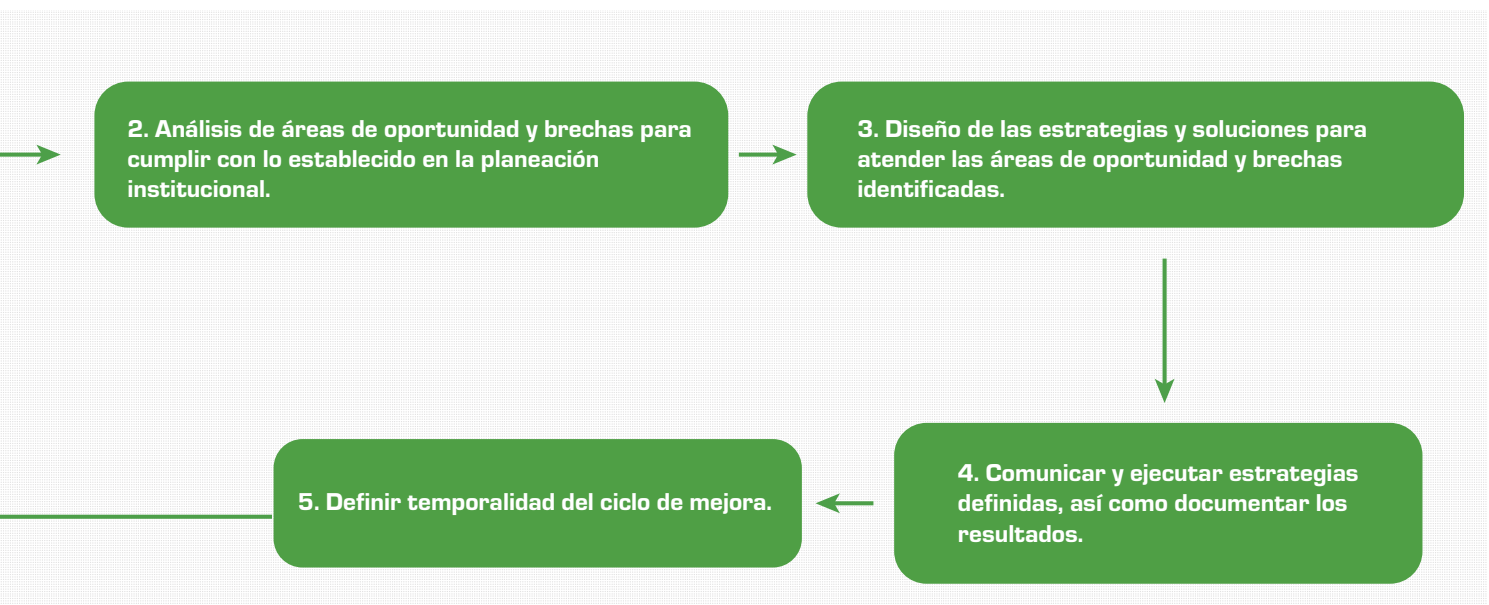 2. Análisis de áreas de oportunidad y brechas para
cumplir con lo establecido en la planeación
institucional.
3. Diseño de las estrategias y soluciones para
atender las áreas de oportunidad y brechas
identificadas.
4. Comunicar y ejecutar estrategias
definidas, así como documentar los
resultados.
5. Definir temporalidad del ciclo de mejora.